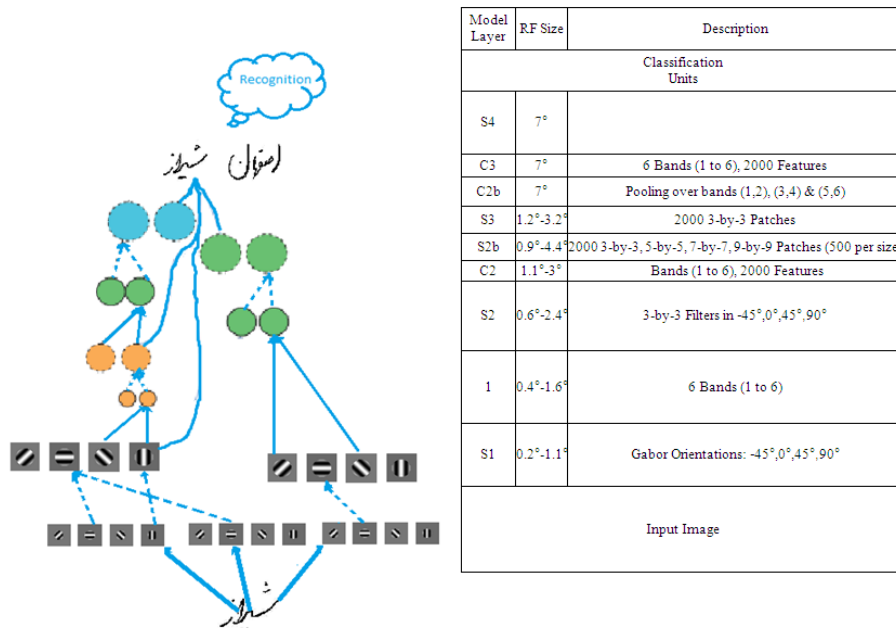 Recognition
شیراز اصفهان
شیراز
Model Layer RF Size Description
Classification
Units
S4 7°
C3 7° 6 Bands (1 to 6), 2000 Features
C2b 7° Pooling over bands (1,2), (3,4) & (5,6)
S3 1.2°-3.2° 2000 3-by-3 Patches
S2b 0.9°-4.4° 2000 3-by-3, 5-by-5, 7-by-7, 9-by-9 Patches (500 per size
C2 1.1°-3° Bands (1 to 6), 2000 Features
S2 0.6°-2.4° 3-by-3 Filters in -45°,0°,45°,90°
1 0.4°-1.6° 6 Bands (1 to 6)
S1 0.2°-1.1° Gabor Orientations: -45°,0°,45°,90°
Input Image